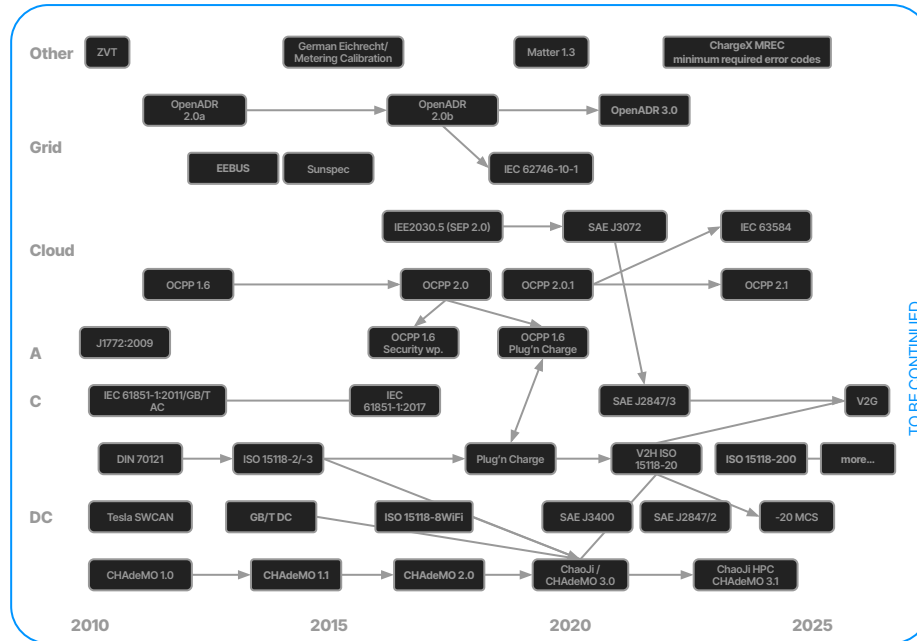 Other
ZVT
German Eichrecht/
Metering Calibration
Matter 1.3
ChargeX MREC
minimum required error codes
OpenADR
2.0a
OpenADR
2.0b
OpenADR 3.0
Grid
EEBUS
Sunspec
IEC 62746-10-1
IEE2030.5 (SEP 2.0)
SAE J3072
IEC 63584
Cloud
OCPP 1.6
OCPP 2.0
OCPP 2.0.1
OCPP 2.1
A
J1772:2009
OCPP 1.6
Security wp.
OCPP 1.6
Plug'n Charge
C
IEC 61851-1:2011/GB/T
AC
IEC
61851-1:2017
SAE J2847/3
V2G
TO BE CONTINUED
DIN 70121
ISO 15118-2/-3
Plug'n Charge
V2H ISO
15118-20
ISO 15118-200
more...
DC
Tesla SWCAN
GB/T DC
ISO 15118-8WiFi
SAE J3400
SAE J2847/2
-20 MCS
CHAdeMO 1.0
CHAdeMO 1.1
CHAdeMO 2.0
ChaoJi /
CHAdeMO 3.0
ChaoJi HPC
CHAdeMO 3.1
2010
2015
2020
2025